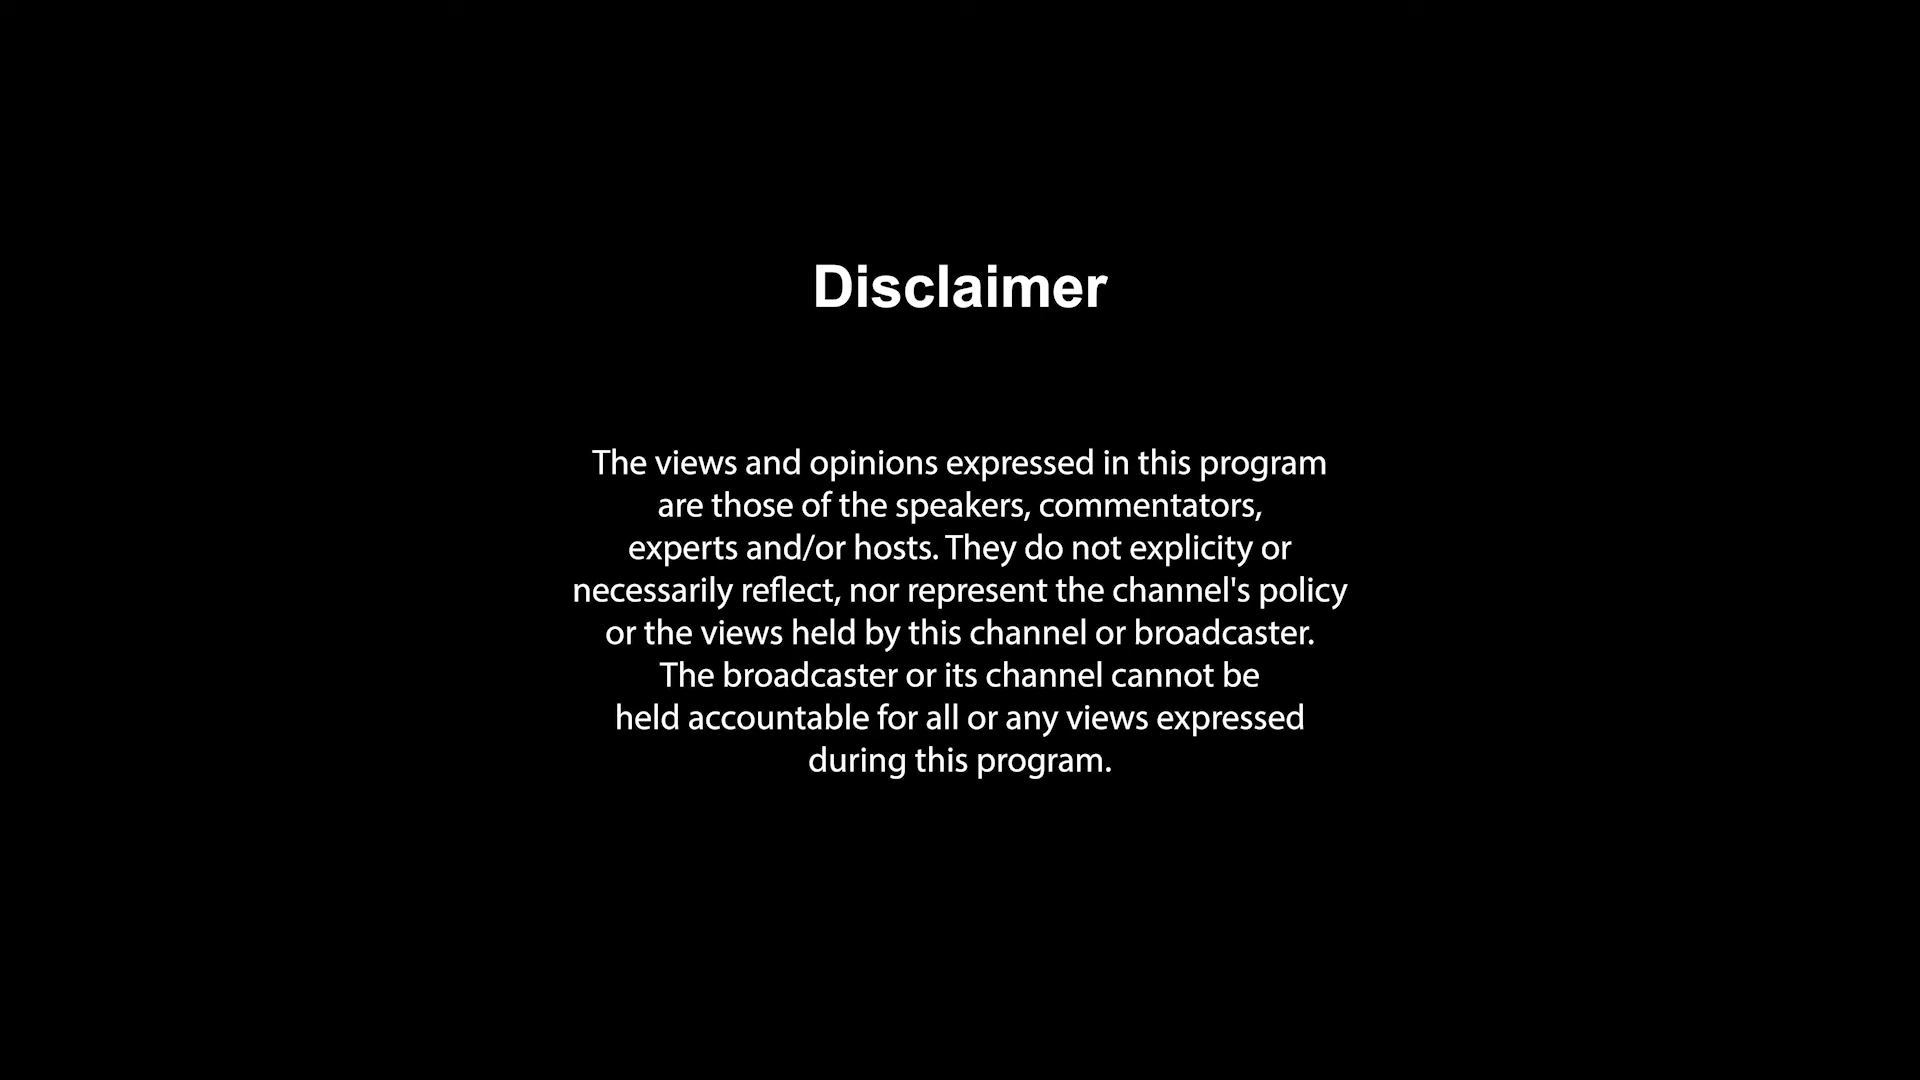 Disclaimer
The views and opinions expressed in this program
are those of the speakers, commentators,
experts and/or hosts. They do not explicity or
necessarily reflect, nor represent the channel's policy
or the views held by this channel or broadcaster.
The broadcaster or its channel cannot be
held accountable for all or any views expressed
during this program.